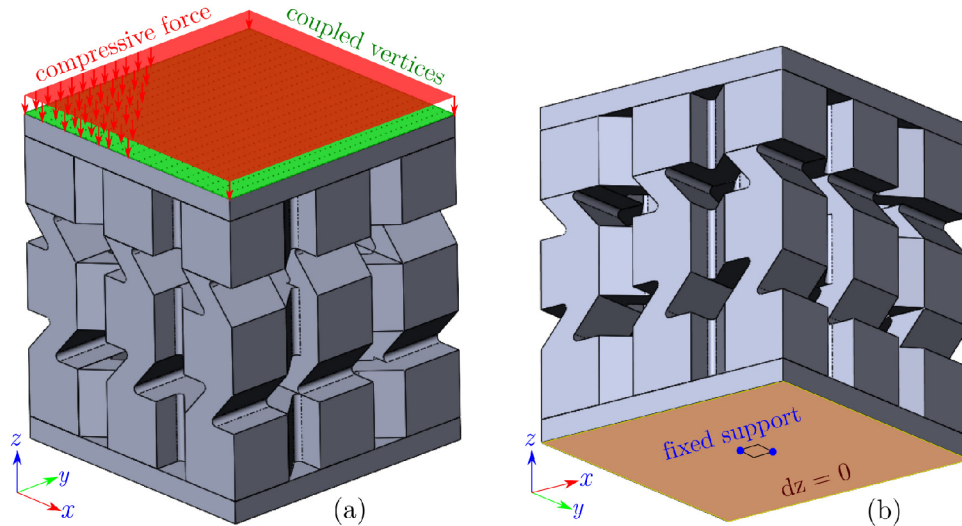 compressive force
coupled vertices
z
y
x
(a)
fixed support
dz = 0
z
x
y
(b)